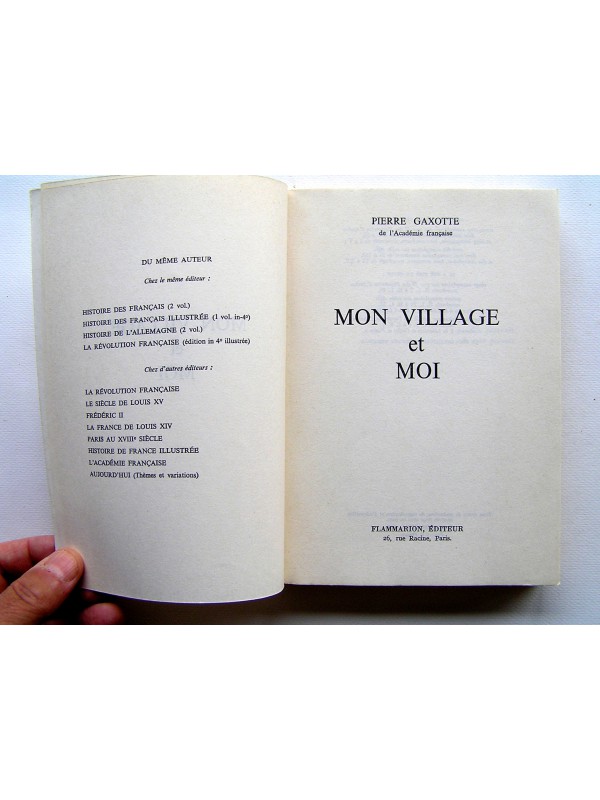 DU MÊME AUTEUR
Chez le même éditeur :
HISTOIRE DES FRANÇAIS (2 vol.)
HISTOIRE DES FRANÇAIS ILLUSTRÉE (1 vol. in-4º)
HISTOIRE DE L'ALLEMAGNE (2 vol.)
LA RÉVOLUTION FRANÇAISE (édition in 4º illustrée)
Chez d'autres éditeurs :
LA RÉVOLUTION FRANÇAISE
LE SIÈCLE DE LOUIS XV
FRÉDÉRIC II
LA FRANCE DE LOUIS XIV
PARIS AU XVIIIᵉ SIÈCLE
HISTOIRE DE FRANCE ILLUSTRÉE
L'ACADÉMIE FRANÇAISE
AUJOURD'HUI (Thèmes et variations)
PIERRE GAXOTTE
de l'Académie française
MON VILLAGE
et
MOI
FLAMMARION, ÉDITEUR
26, rue Racine, Paris.